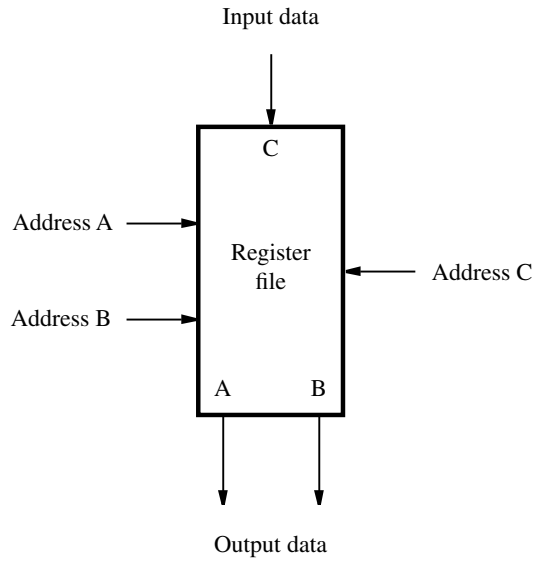 Input data
C
Address A
Register
file
Address C
Address B
A
B
Output data